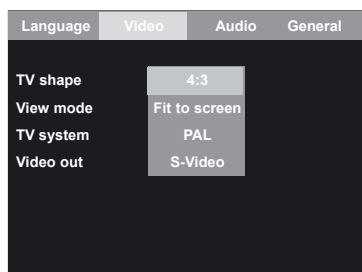 Language Video Audio General
TV shape 4:3
View mode Fit to screen
TV system PAL
Video out S-Video